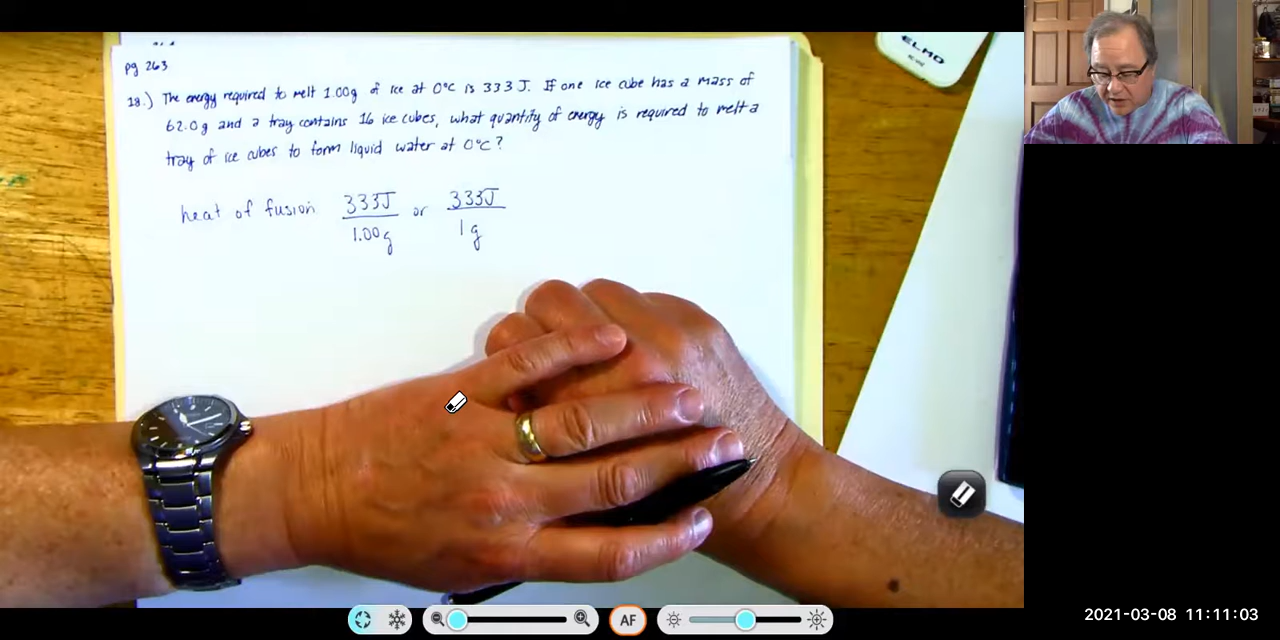 pg 263
18.) The energy required to melt 1.00g of ice at 0°C is 333 J. If one ice cube has a mass of
62.0g and a tray contains 16 ice cubes, what quantity of energy is required to melt a
tray of ice cubes to form liquid water at 0°C?
heat of fusion 333J/1.00g or 333J/1g
ELMO
AF
2021-03-08 11:11:03